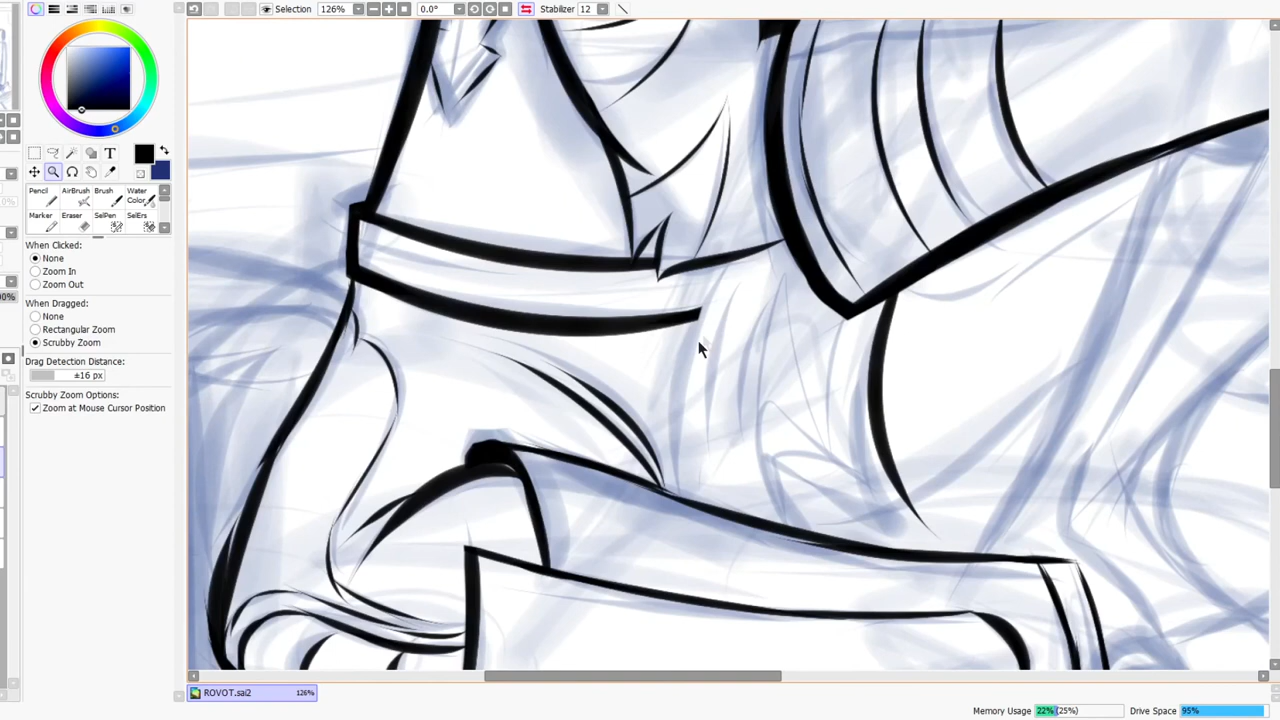 Selection 126% 0.0° Stabilizer 12
T
Pencil AirBrush Brush Water Color
Marker Eraser SelPen SelErs
When Clicked:
None
Zoom In
Zoom Out
When Dragged:
None
Rectangular Zoom
Scrubby Zoom
Drag Detection Distance:
±16 px
Scrubby Zoom Options:
Zoom at Mouse Cursor Position
ROVOT.sai2 126%
Memory Usage 22% (25%) Drive Space 95%